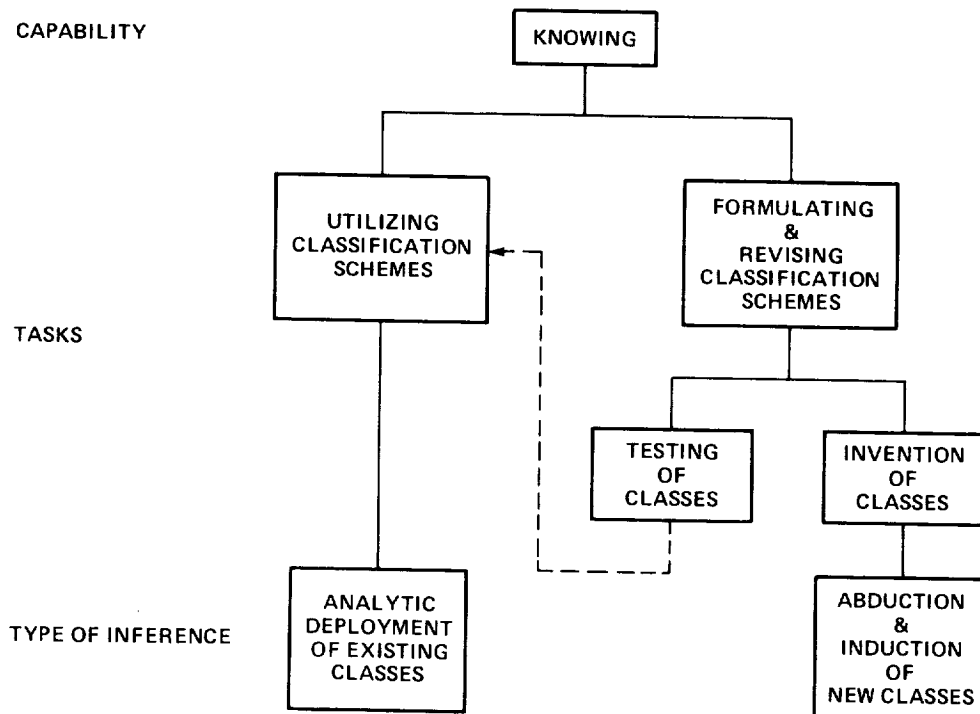 CAPABILITY
KNOWING
UTILIZING
CLASSIFICATION
SCHEMES
FORMULATING
&
REVISING
CLASSIFICATION
SCHEMES
TASKS
TESTING
OF
CLASSES
INVENTION
OF
CLASSES
TYPE OF INFERENCE
ANALYTIC
DEPLOYMENT
OF EXISTING
CLASSES
ABDUCTION
&
INDUCTION
OF
NEW CLASSES